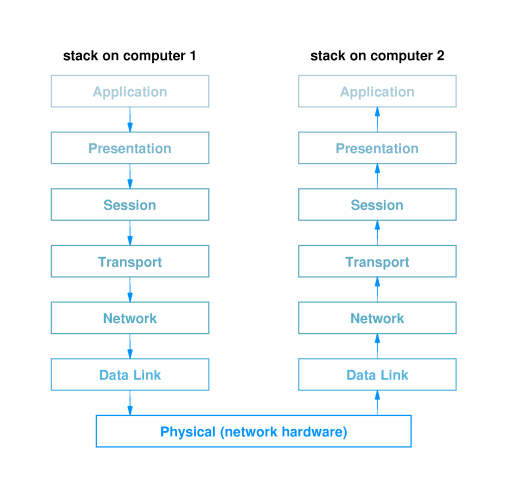 stack on computer 1
Application
Presentation
Session
Transport
Network
Data Link
stack on computer 2
Application
Presentation
Session
Transport
Network
Data Link
Physical (network hardware)